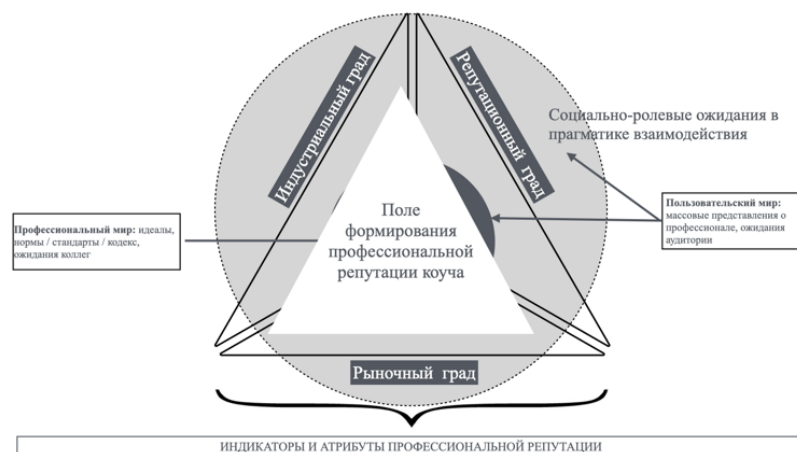 Индустриальный град
Репутационный град
Социально-ролевые ожидания в
прагматике взаимодействия
Поле
формирования
профессиональной
репутации коуча
Профессиональный мир: идеалы,
нормы / стандарты / кодекс,
ожидания коллег
Пользовательский мир:
массовые представления о
профессионале, ожидания
аудитории
Рыночный град
ИНДИКАТОРЫ И АТРИБУТЫ ПРОФЕССИОНАЛЬНОЙ РЕПУТАЦИИ